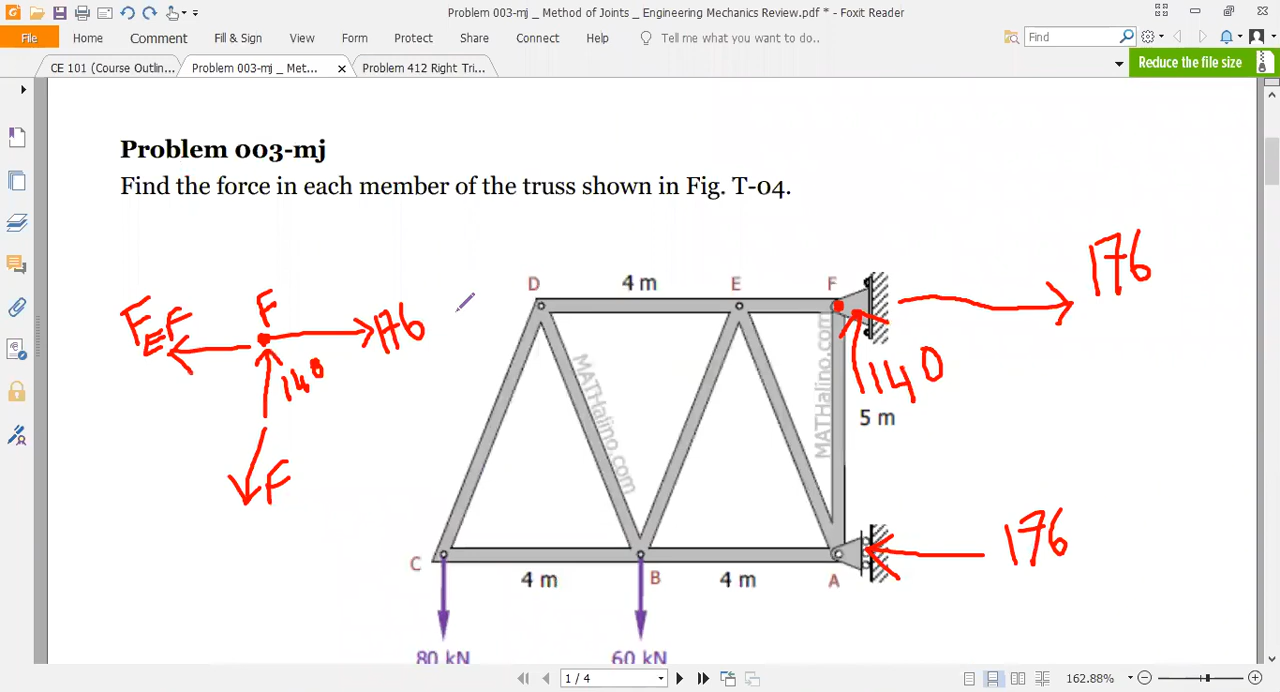 Problem 003-mj _ Method of Joints _ Engineering Mechanics Review.pdf * - Foxit Reader
File Home Comment Fill & Sign View Form Protect Share Connect Help Tell me what you want to do.. Find
CE 101 (Course Outlin... Problem 003-mj _ Met... Problem 412 Right Tri... Reduce the file size
Problem 003-mj
Find the force in each member of the truss shown in Fig. T-04.
176
D 4 m E F
F
FEF
176
140
140
MATHalino.com
MATHalino.com
5 m
F
176
C 4 m B 4 m A
80 kN 60 kN
1 / 4 162.88%